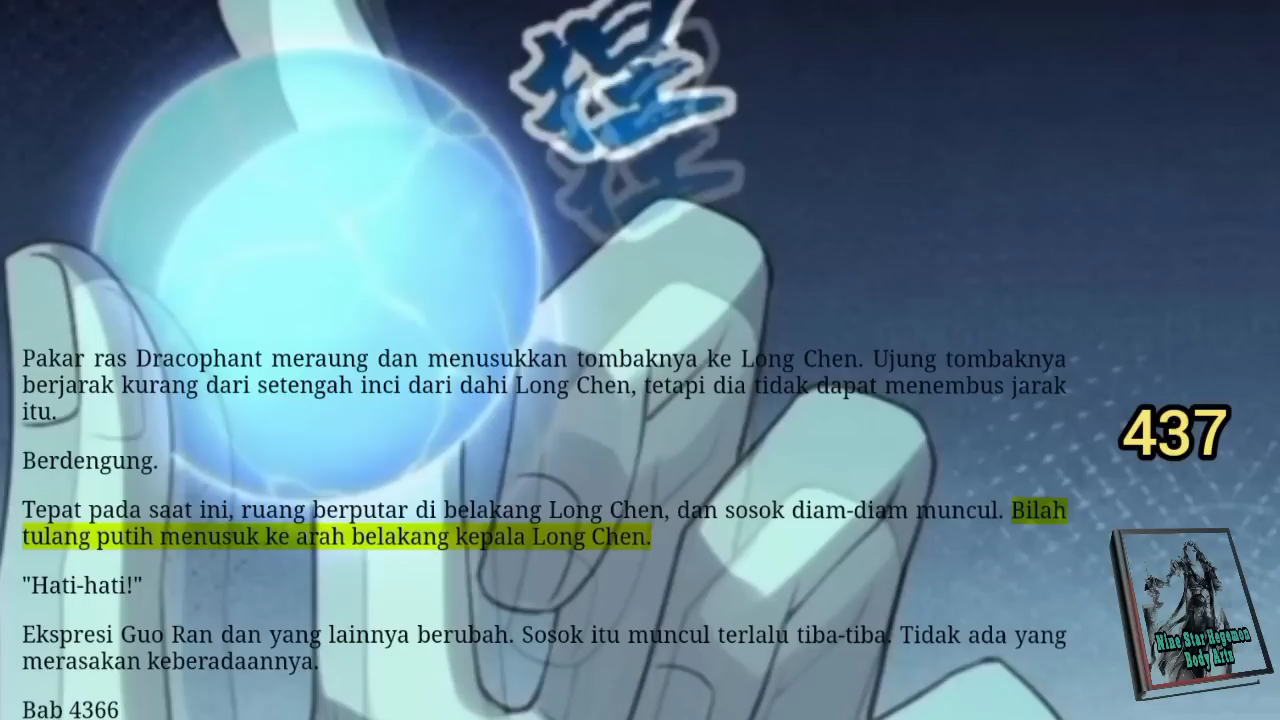 捏
Pakar ras Dracophant meraung dan menusukkan tombaknya ke Long Chen. Ujung tombaknya
berjarak kurang dari setengah inci dari dahi Long Chen, tetapi dia tidak dapat menembus jarak
itu.
Berdengung.
Tepat pada saat ini, ruang berputar di belakang Long Chen, dan sosok diam-diam muncul. Bilah
tulang putih menusuk ke arah belakang kepala Long Chen.
"Hati-hati!"
Ekspresi Guo Ran dan yang lainnya berubah. Sosok itu muncul terlalu tiba-tiba. Tidak ada yang
merasakan keberadaannya.
Bab 4366
437
Nine Star Hegemon
Body Arts